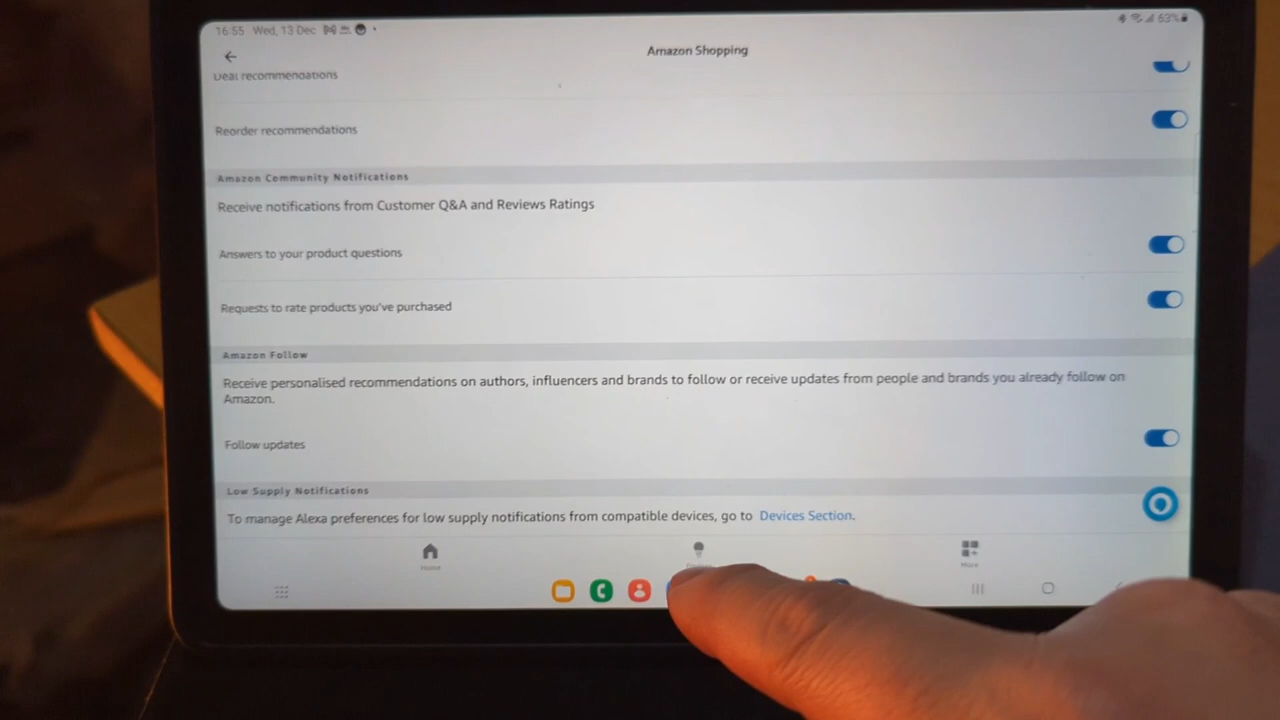 16:55 Wed, 13 Dec
63%
Amazon Shopping
Deal recommendations
Reorder recommendations
Amazon Community Notifications
Receive notifications from Customer Q&A and Reviews Ratings
Answers to your product questions
Requests to rate products you've purchased
Amazon Follow
Receive personalised recommendations on authors, influencers and brands to follow or receive updates from people and brands you already follow on
Amazon.
Follow updates
Low Supply Notifications
To manage Alexa preferences for low supply notifications from compatible devices, go to Devices Section.
Home
More